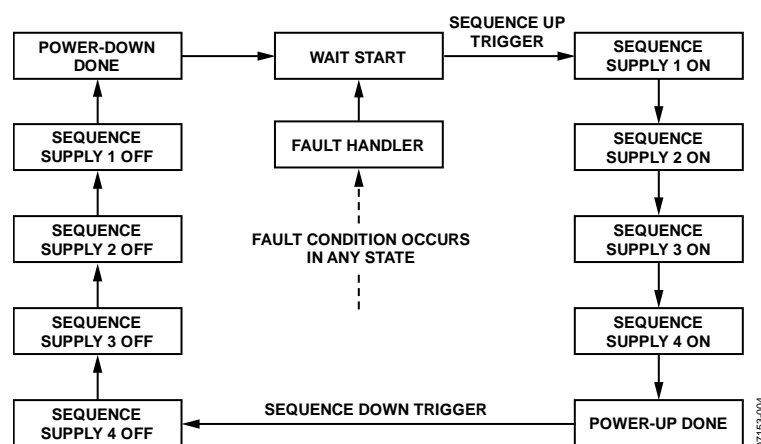 POWER-DOWN
DONE
WAIT START
SEQUENCE UP
TRIGGER
SEQUENCE
SUPPLY 1 ON
SEQUENCE
SUPPLY 1 OFF
FAULT HANDLER
SEQUENCE
SUPPLY 2 ON
SEQUENCE
SUPPLY 2 OFF
FAULT CONDITION OCCURS
IN ANY STATE
SEQUENCE
SUPPLY 3 ON
SEQUENCE
SUPPLY 3 OFF
SEQUENCE
SUPPLY 4 ON
SEQUENCE
SUPPLY 4 OFF
SEQUENCE DOWN TRIGGER
POWER-UP DONE